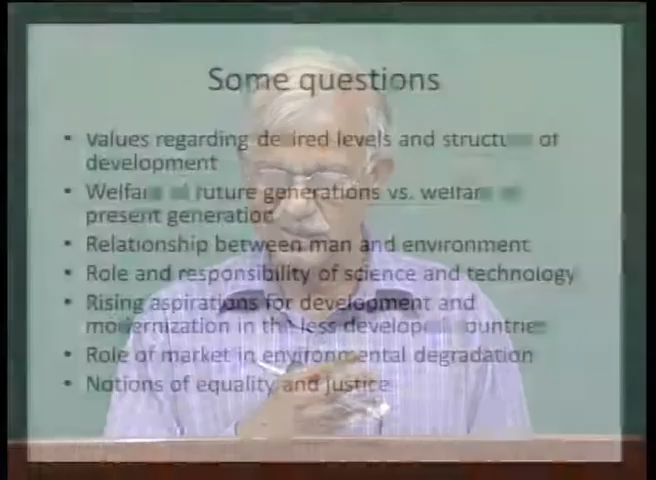 Some questions
• Values regarding desired levels and structure of
development
• Welfare of future generations vs. welfare of
present generation
• Relationship between man and environment
• Role and responsibility of science and technology
• Rising aspirations for development and
modernization in the less developed countries
• Role of market in environmental degradation
• Notions of equality and justice